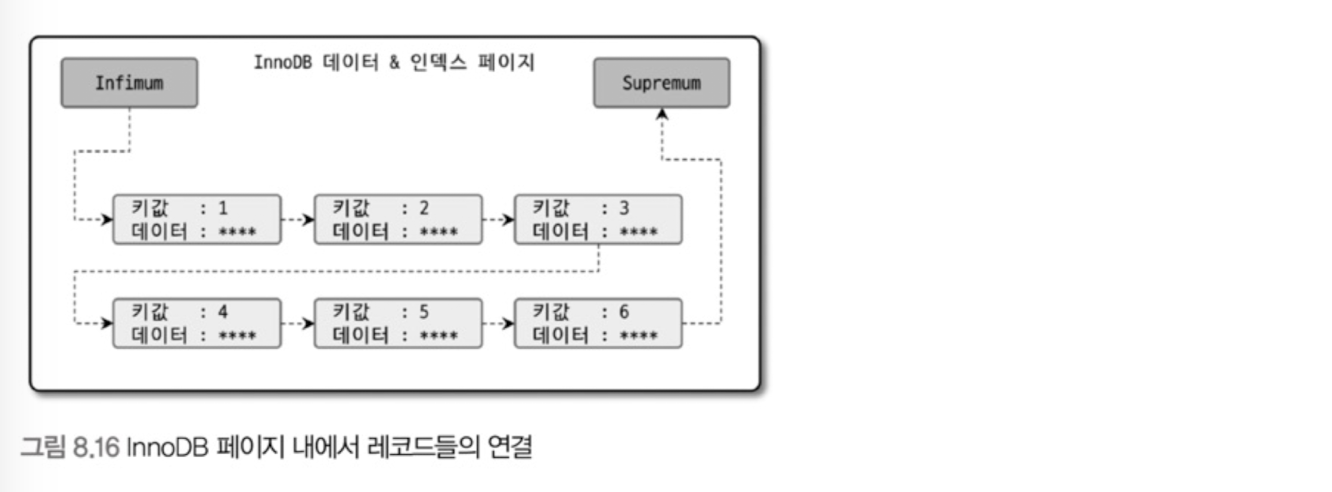 InnoDB 데이터 & 인덱스 페이지
Infimum
Supremum
키값 : 1
데이터 : ****
키값 : 2
데이터 : ****
키값 : 3
데이터 : ****
키값 : 4
데이터 : ****
키값 : 5
데이터 : ****
키값 : 6
데이터 : ****
그림 8.16 InnoDB 페이지 내에서 레코드들의 연결